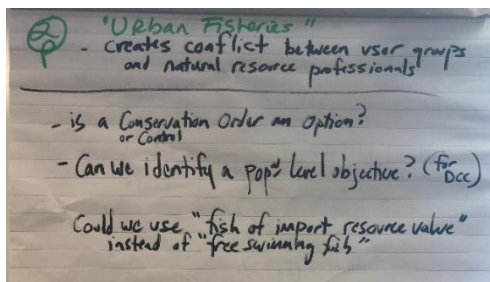 2
"Urban Fisheries"
- creates conflict between user groups
and natural resource professionals
- is a Conservation Order an option?
or Control
- Can we identify a popn level objective? (for
DCC)
Could we use "fish of import resource value"
instead of "free swimming fish"